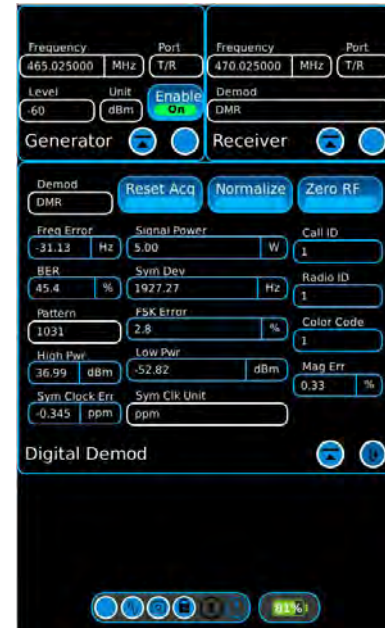 Frequency Port
465.025000 MHz T/R
Level Unit
-60 dBm Enable On
Generator
Frequency Port
470.025000 MHz T/R
Demod
DMR
Receiver
Demod
DMR
Reset Acq Normalize Zero RF
Freq Error Signal Power Call ID
-31.13 Hz 5.00 W 1
BER Sym Dev Radio ID
45.4 % 1927.27 Hz 1
Pattern FSK Error Color Code
1031 2.8 % 1
High Pwr Low Pwr Mag Err
36.99 dBm -52.82 dBm 0.33 %
Sym Clock Err Sym Clk Unit
-0.345 ppm ppm
Digital Demod
81%